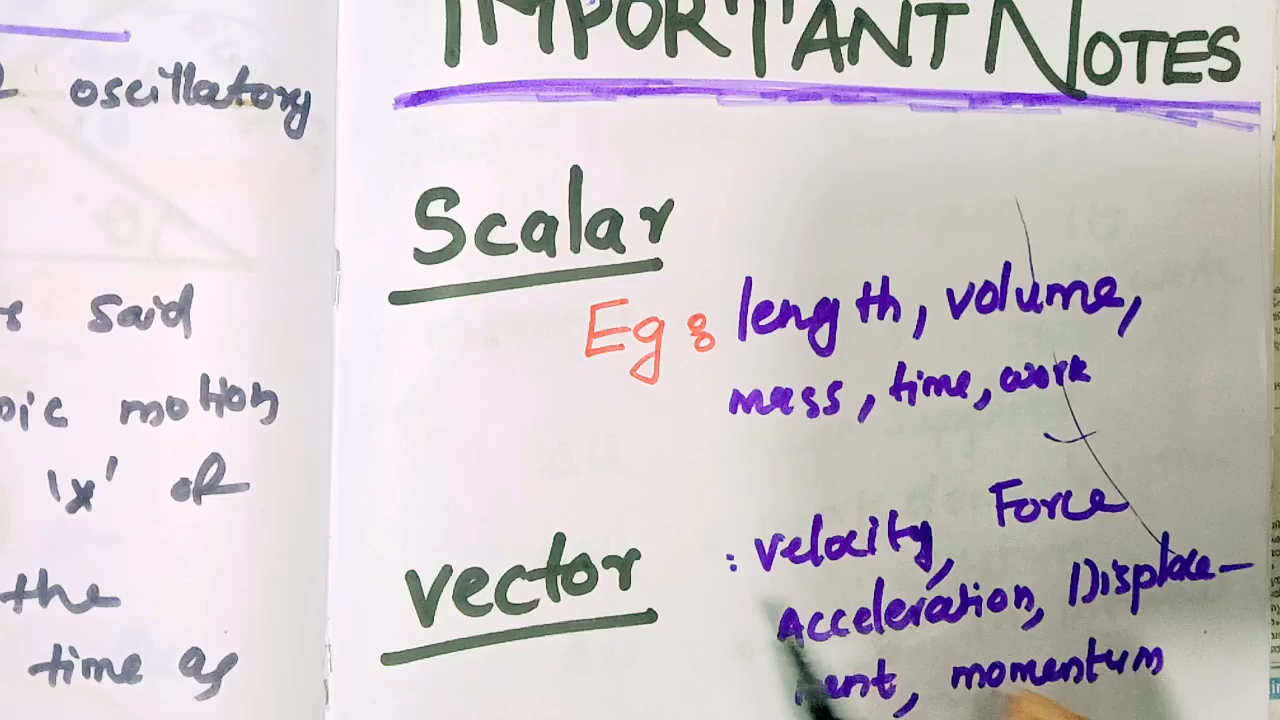 oscillatory
said
motion
'x' of
the
time as
IMPORTANT NOTES
Scalar
Eg: length, volume,
mass, time, work
vector : velocity, Force
Acceleration, Displace-
ment, momentum